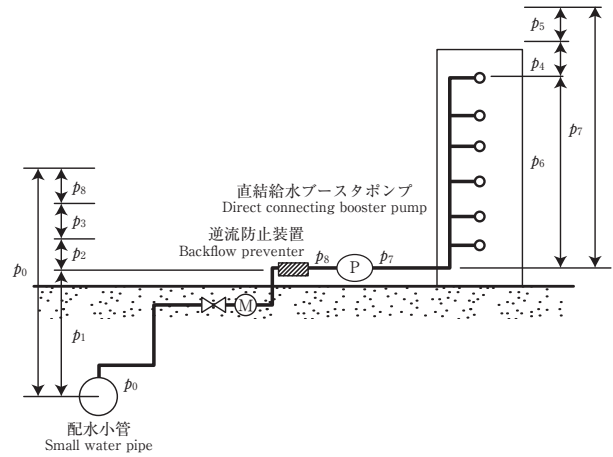 p5
p4
p7
p6
p8
p3
p2
p0
p1
直結給水ブースタポンプ
Direct connecting booster pump
逆流防止装置
Backflow preventer
p8
P
p7
M
p0
配水小管
Small water pipe